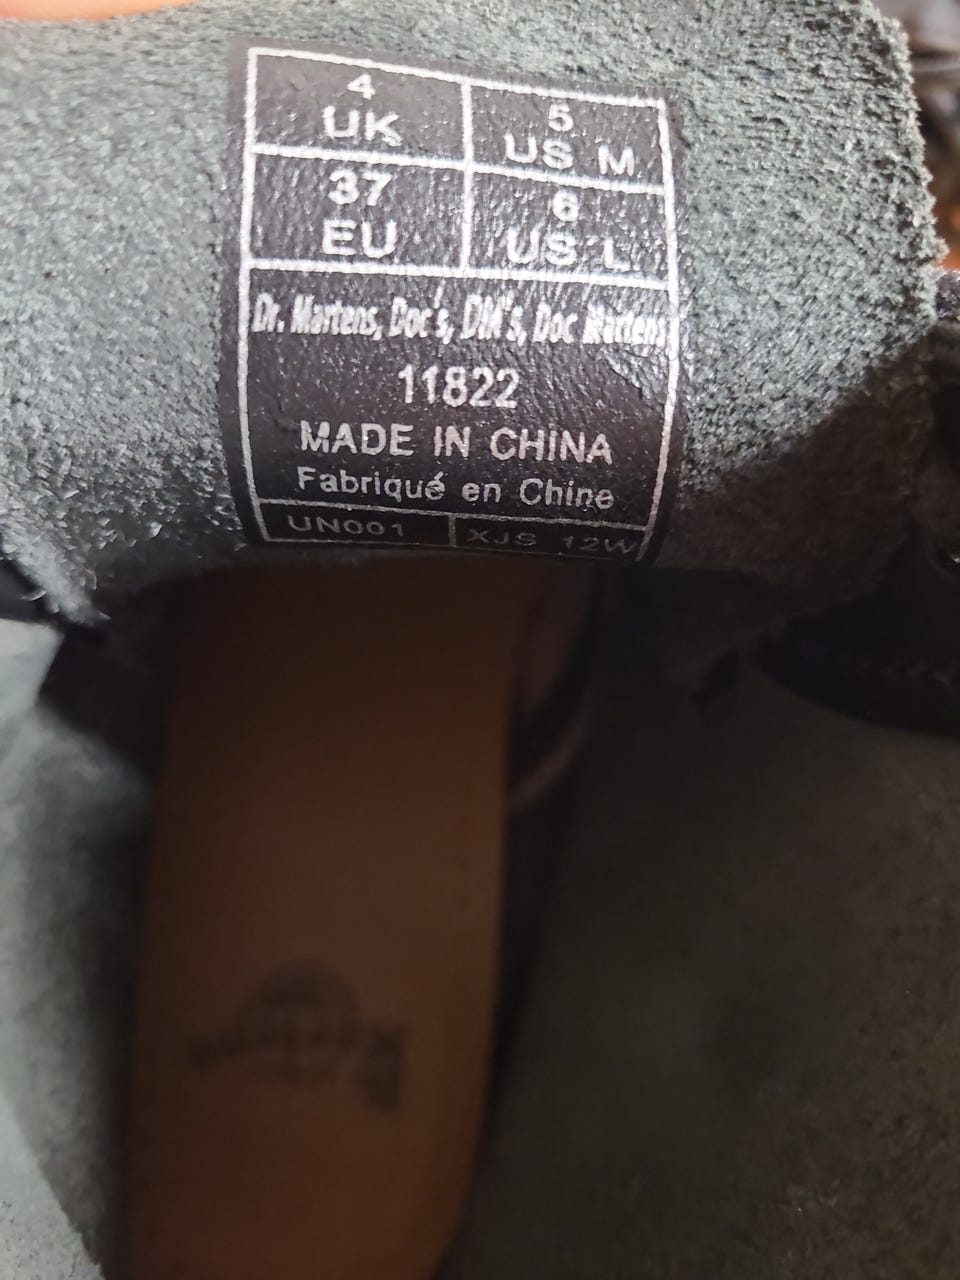 4
UK
5
US M
37
EU
6
US L
Dr. Martens, Doc's, DM's, Doc Martens
11822
MADE IN CHINA
Fabriqué en Chine
UN001
XJS 12W